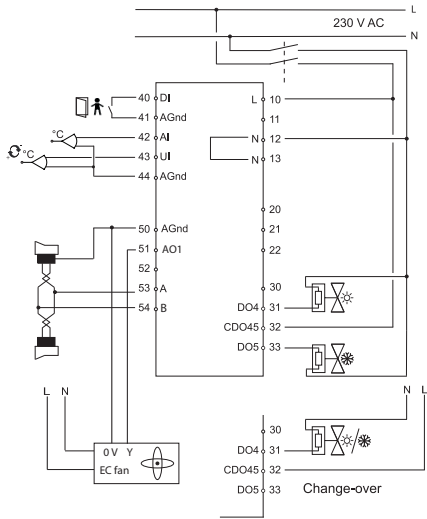 L
230 V AC
N
40 DI
L 10
41 AGnd
11
°C
42 AI
N 12
°C
43 UI
N 13
44 AGnd
20
50 AGnd
21
51 AO1
22
52
30
53 A
DO4 31
54 B
CDO45 32
DO5 33
L N
N L
0 V Y
EC fan
30
DO4 31
CDO45 32
DO5 33
Change-over